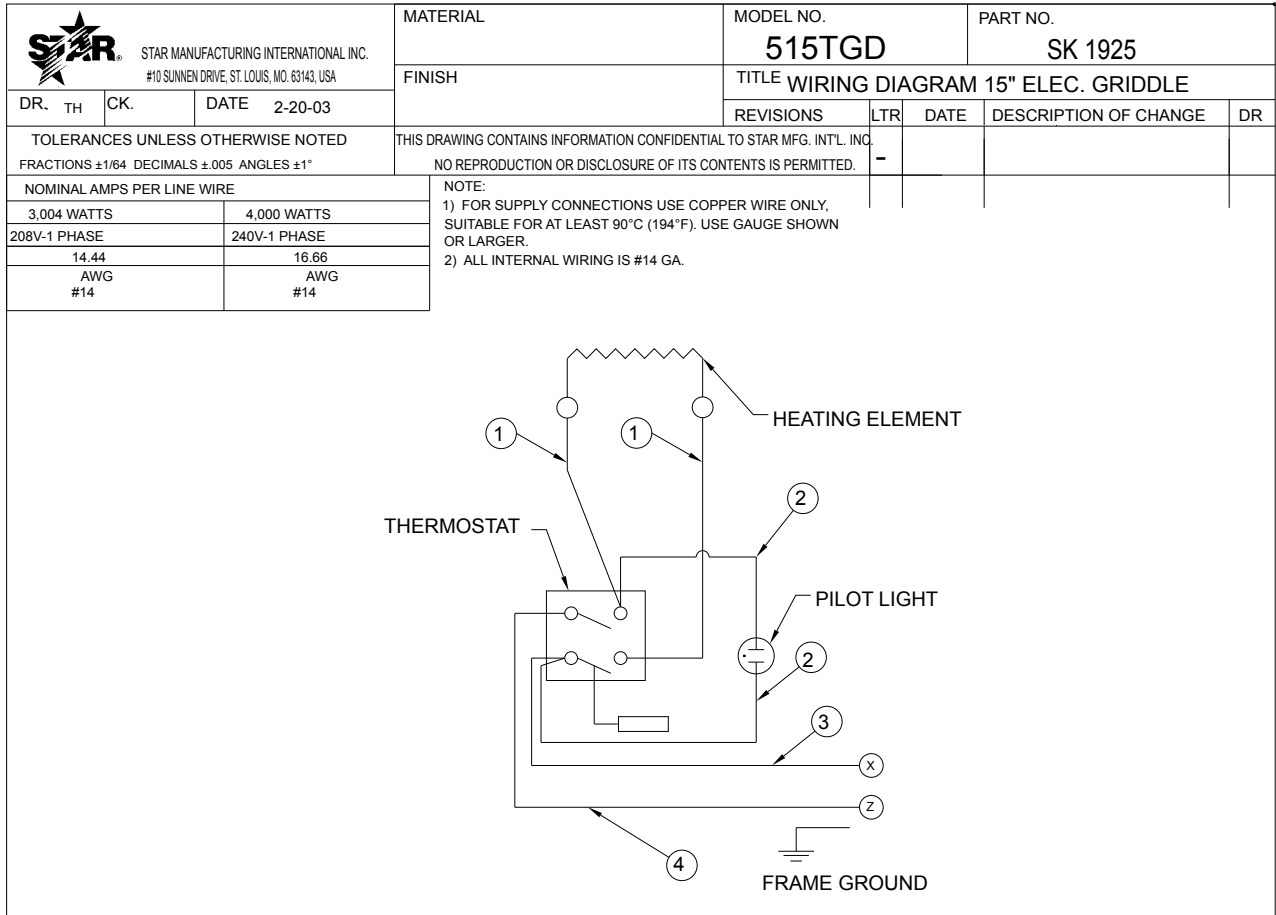 STAR®
STAR MANUFACTURING INTERNATIONAL INC.
#10 SUNNEN DRIVE, ST. LOUIS, MO. 63143, USA
DR. TH
CK.
DATE 2-20-03
MATERIAL
FINISH
MODEL NO.
515TGD
PART NO.
SK 1925
TITLE WIRING DIAGRAM 15" ELEC. GRIDDLE
REVISIONS LTR DATE DESCRIPTION OF CHANGE DR
-
TOLERANCES UNLESS OTHERWISE NOTED
FRACTIONS ±1/64 DECIMALS ±.005 ANGLES ±1°
THIS DRAWING CONTAINS INFORMATION CONFIDENTIAL TO STAR MFG. INT'L. INC.
NO REPRODUCTION OR DISCLOSURE OF ITS CONTENTS IS PERMITTED.
NOMINAL AMPS PER LINE WIRE
3,004 WATTS 4,000 WATTS
208V-1 PHASE 240V-1 PHASE
14.44 16.66
AWG AWG
#14 #14
NOTE:
1) FOR SUPPLY CONNECTIONS USE COPPER WIRE ONLY,
SUITABLE FOR AT LEAST 90°C (194°F). USE GAUGE SHOWN
OR LARGER.
2) ALL INTERNAL WIRING IS #14 GA.
HEATING ELEMENT
1
1
2
THERMOSTAT
PILOT LIGHT
2
3
X
Z
4
FRAME GROUND